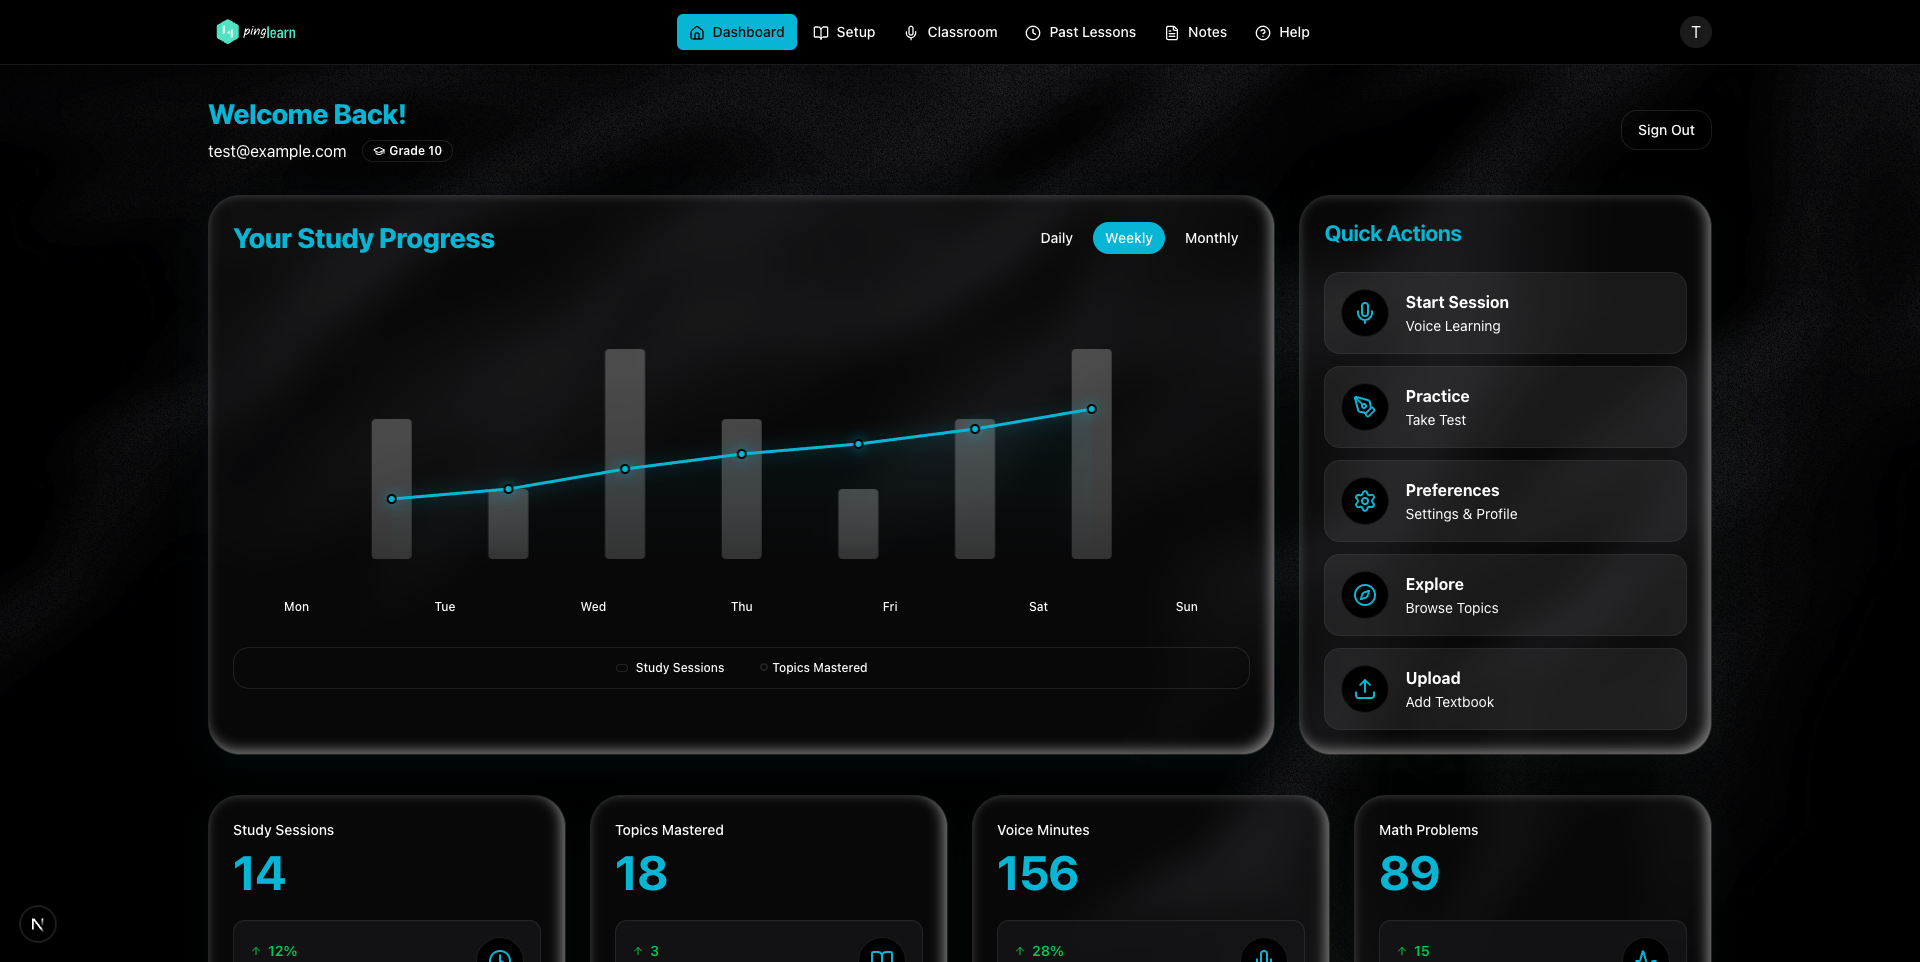 pinglearn
Dashboard
Setup
Classroom
Past Lessons
Notes
Help
T
Welcome Back!
test@example.com
Grade 10
Sign Out
Your Study Progress
Daily
Weekly
Monthly
Mon
Tue
Wed
Thu
Fri
Sat
Sun
Study Sessions
Topics Mastered
Quick Actions
Start Session
Voice Learning
Practice
Take Test
Preferences
Settings & Profile
Explore
Browse Topics
Upload
Add Textbook
Study Sessions
14
↑ 12%
Topics Mastered
18
↑ 3
Voice Minutes
156
↑ 28%
Math Problems
89
↑ 15
N